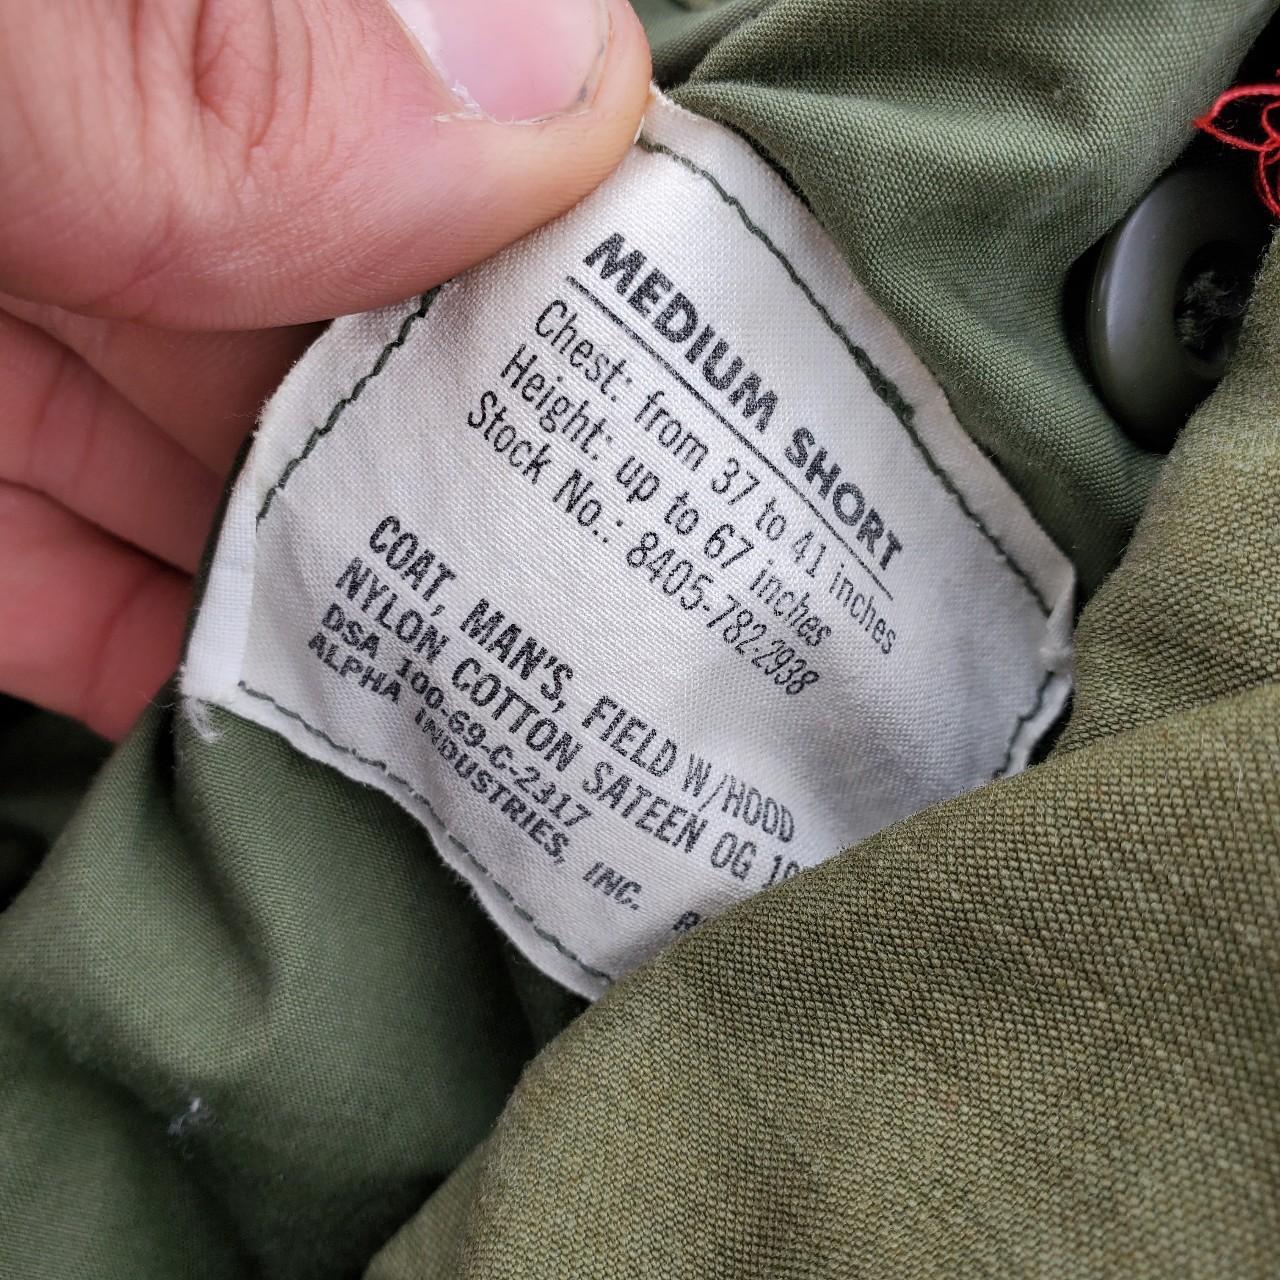 MEDIUM SHORT
Chest: from 37 to 41 inches
Height: up to 67 inches
Stock No.: 8405-782-2938
COAT, MAN'S, FIELD W/HOOD
NYLON COTTON SATEEN OG
DSA 100-69-C-2317
ALPHA INDUSTRIES, INC.